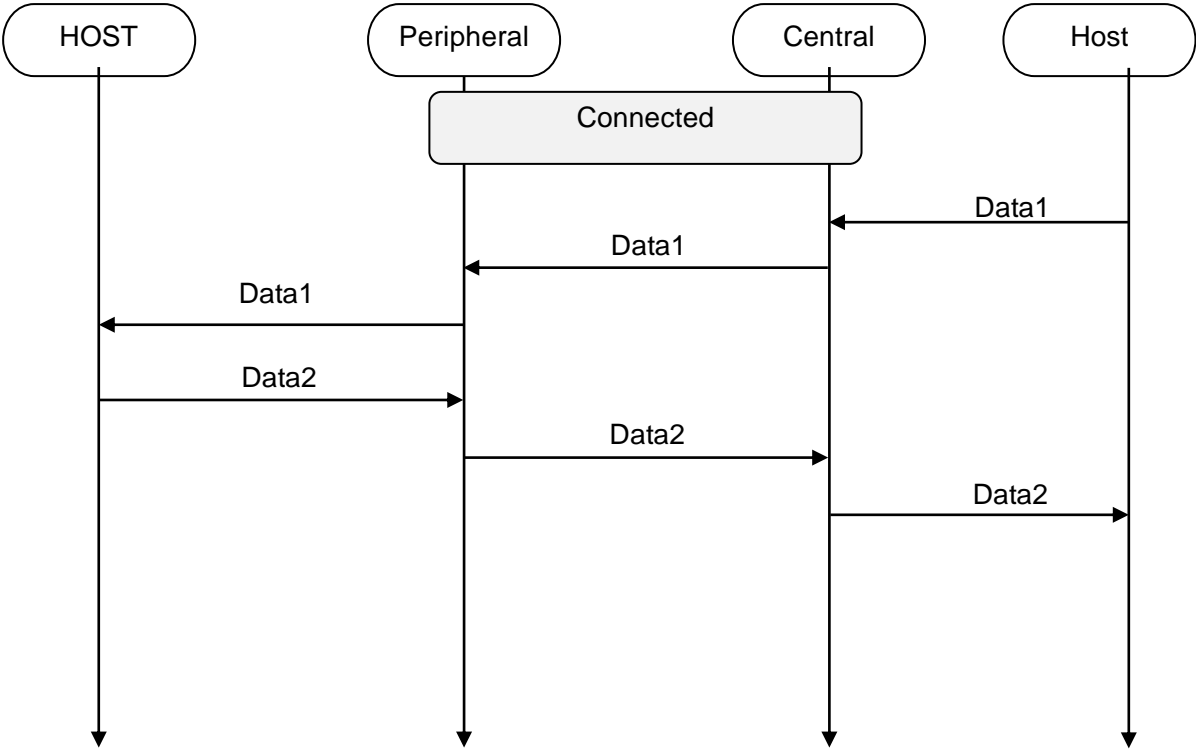 HOST
Peripheral
Central
Host
Connected
Data1
Data1
Data1
Data2
Data2
Data2